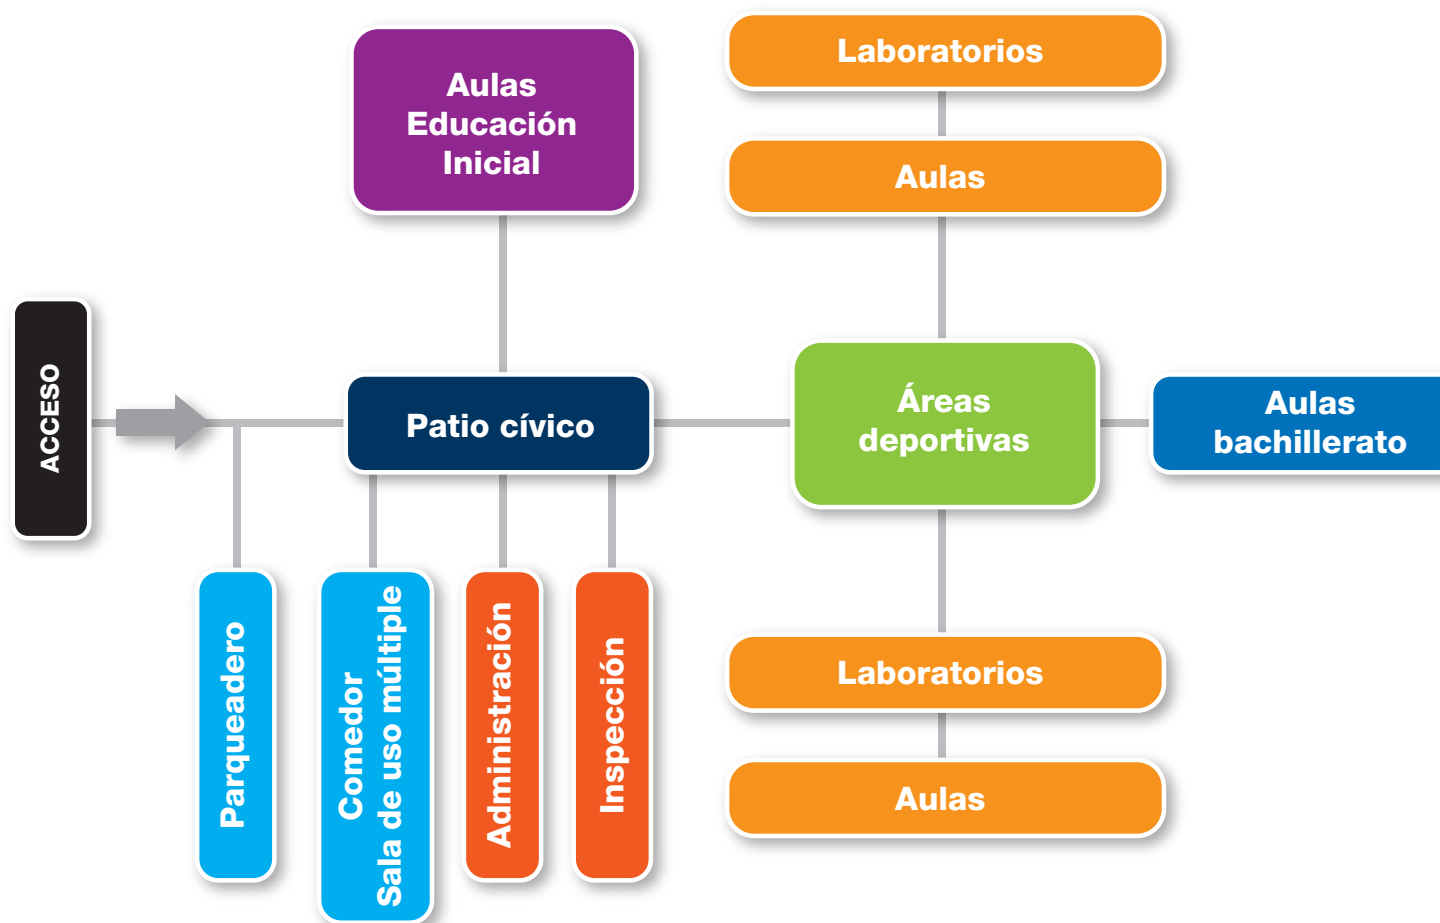 Aulas
Educación
Inicial
Laboratorios
Aulas
ACCESO
Patio cívico
Áreas
deportivas
Aulas
bachillerato
Parqueadero
Comedor
Sala de uso múltiple
Administración
Inspección
Laboratorios
Aulas